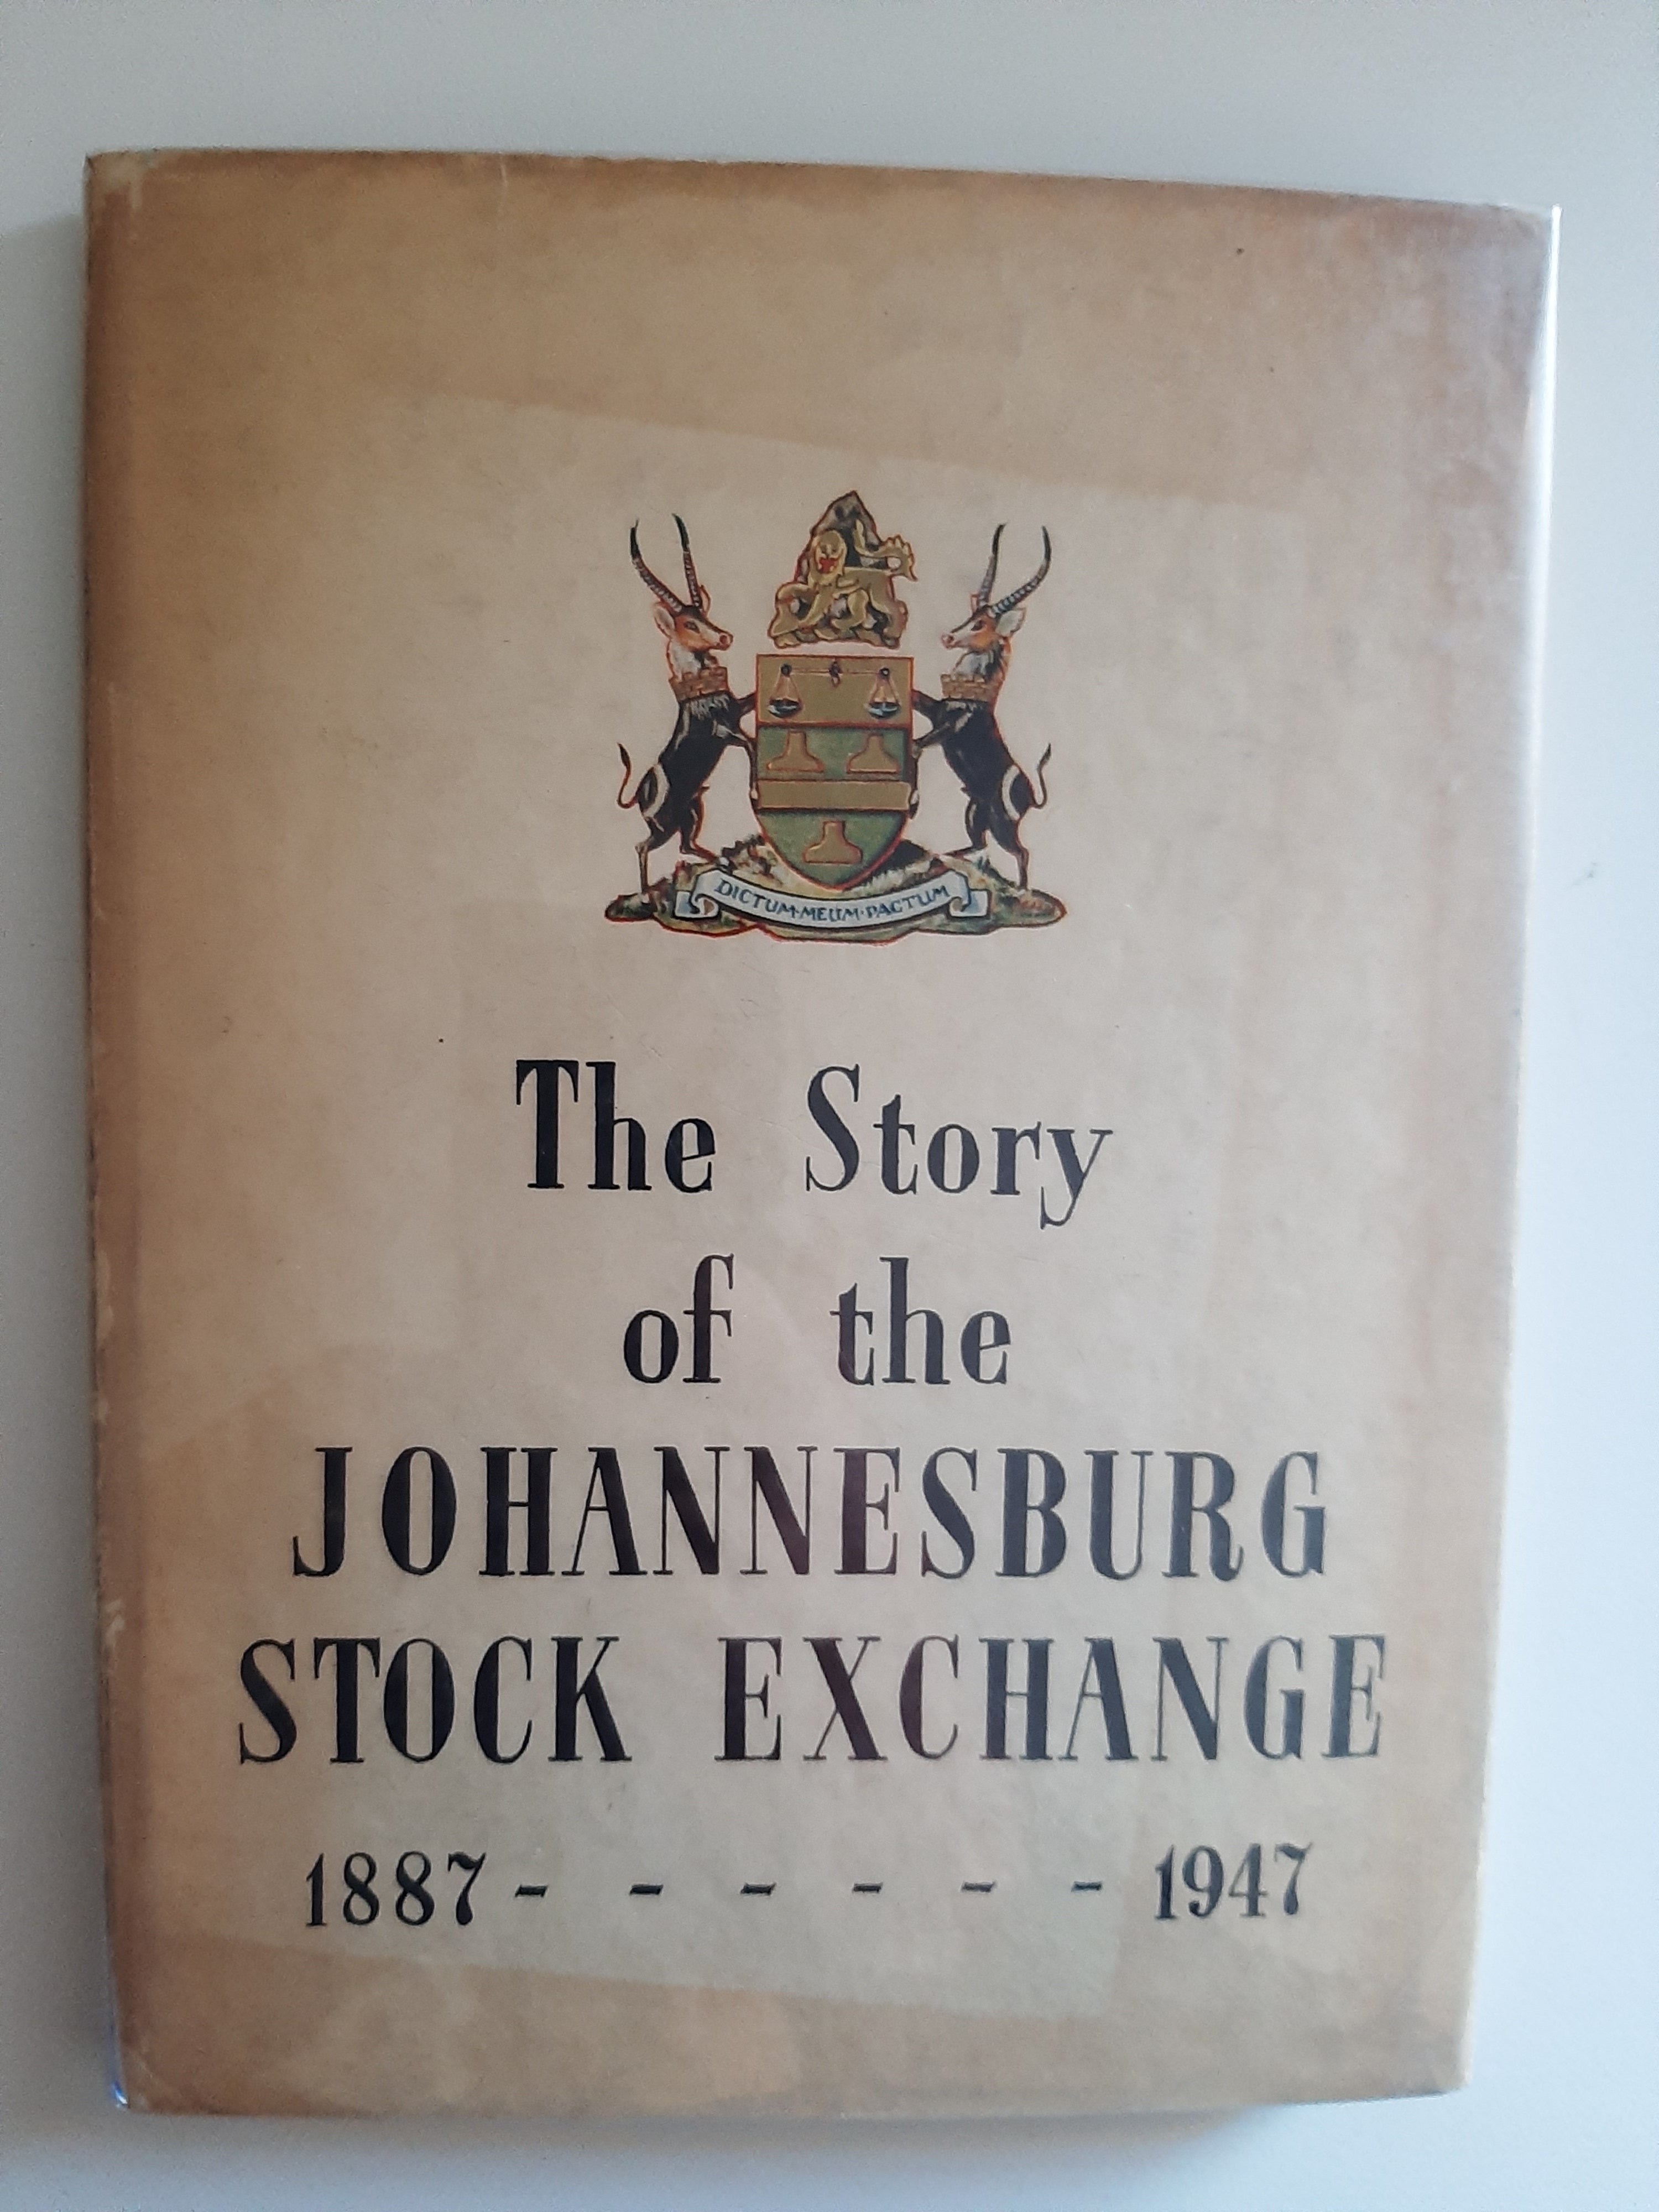 DICTUM·MEUM·PACTUM
The Story
of the
JOHANNESBURG
STOCK EXCHANGE
1887 - - - - - - 1947